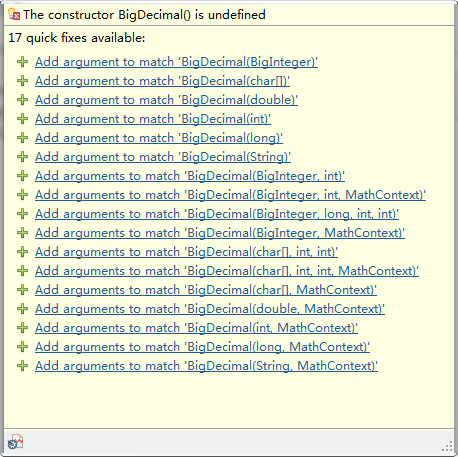 The constructor BigDecimal() is undefined
17 quick fixes available:
Add argument to match 'BigDecimal(BigInteger)'
Add argument to match 'BigDecimal(char[])'
Add argument to match 'BigDecimal(double)'
Add argument to match 'BigDecimal(int)'
Add argument to match 'BigDecimal(long)'
Add argument to match 'BigDecimal(String)'
Add arguments to match 'BigDecimal(BigInteger, int)'
Add arguments to match 'BigDecimal(BigInteger, int, MathContext)'
Add arguments to match 'BigDecimal(BigInteger, long, int, int)'
Add arguments to match 'BigDecimal(BigInteger, MathContext)'
Add arguments to match 'BigDecimal(char[], int, int)'
Add arguments to match 'BigDecimal(char[], int, int, MathContext)'
Add arguments to match 'BigDecimal(char[], MathContext)'
Add arguments to match 'BigDecimal(double, MathContext)'
Add arguments to match 'BigDecimal(int, MathContext)'
Add arguments to match 'BigDecimal(long, MathContext)'
Add arguments to match 'BigDecimal(String, MathContext)'